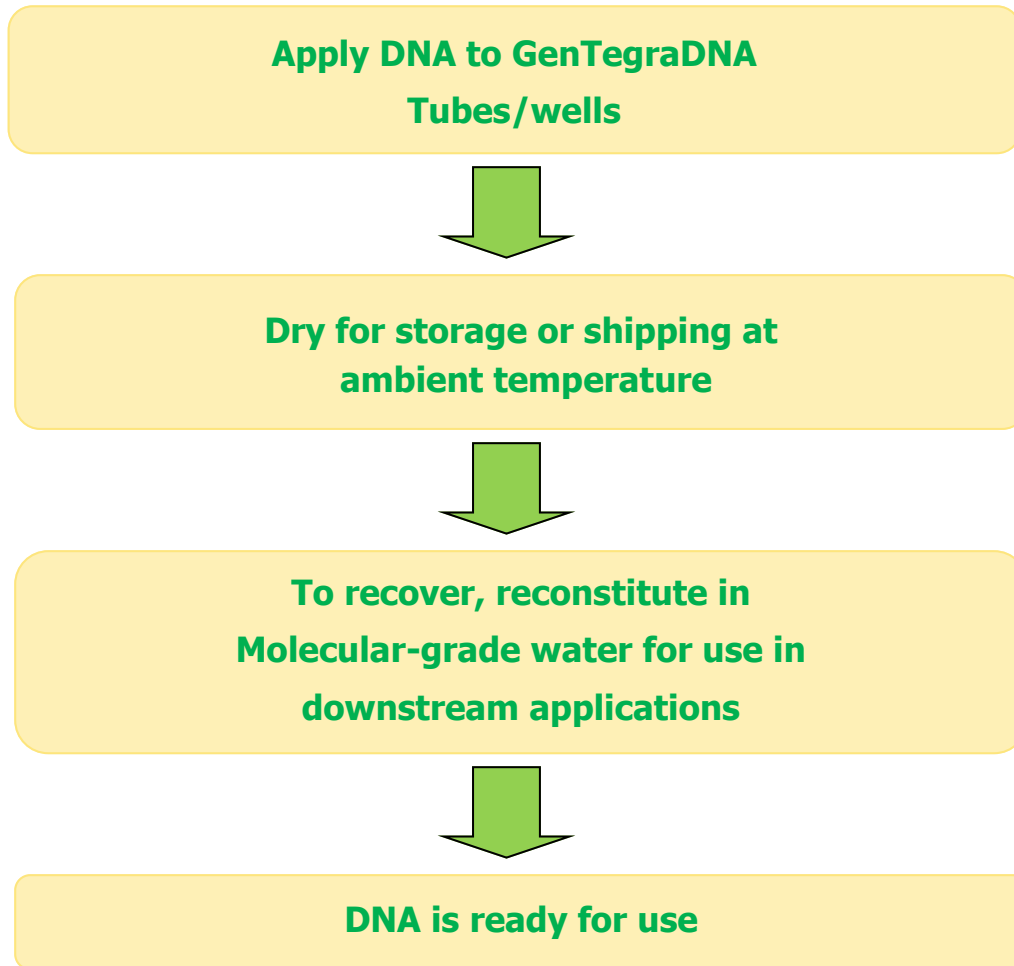 Apply DNA to GenTegraDNA
Tubes/wells
Dry for storage or shipping at
ambient temperature
To recover, reconstitute in
Molecular-grade water for use in
downstream applications
DNA is ready for use